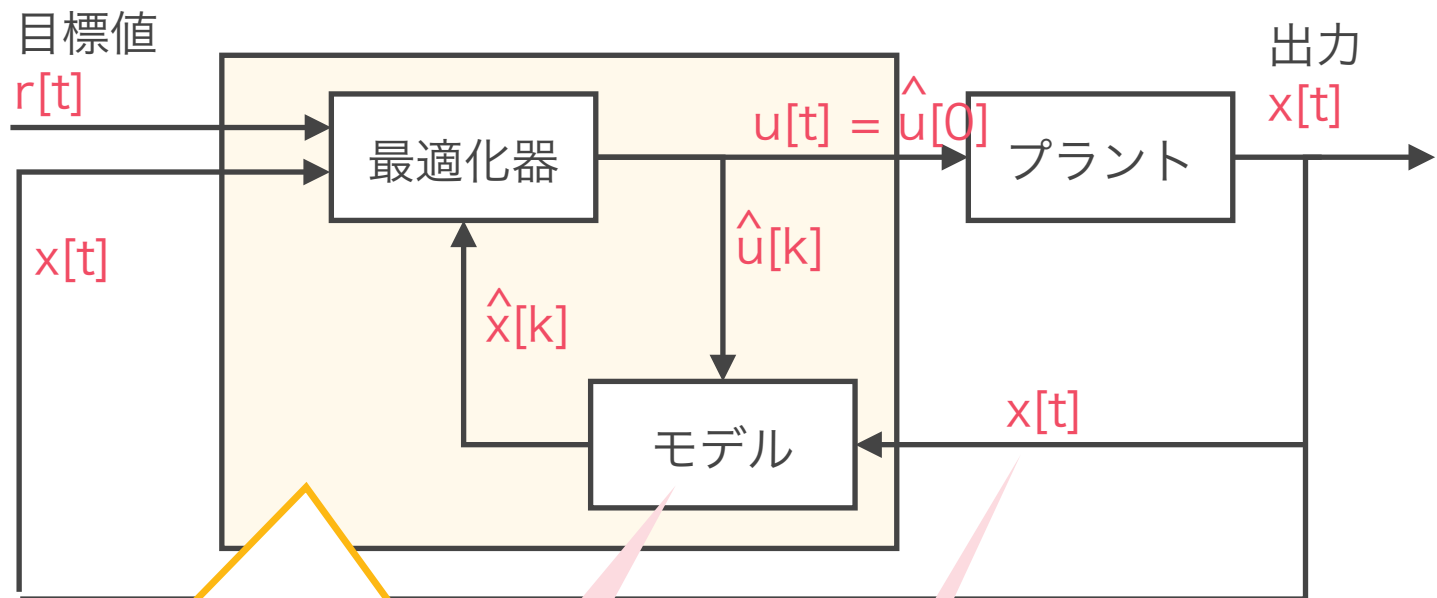 目標値
r[t]
出力
x[t]
最適化器
u[t] = û[0]
プラント
x[t]
û[k]
x̂[k]
x[t]
モデル